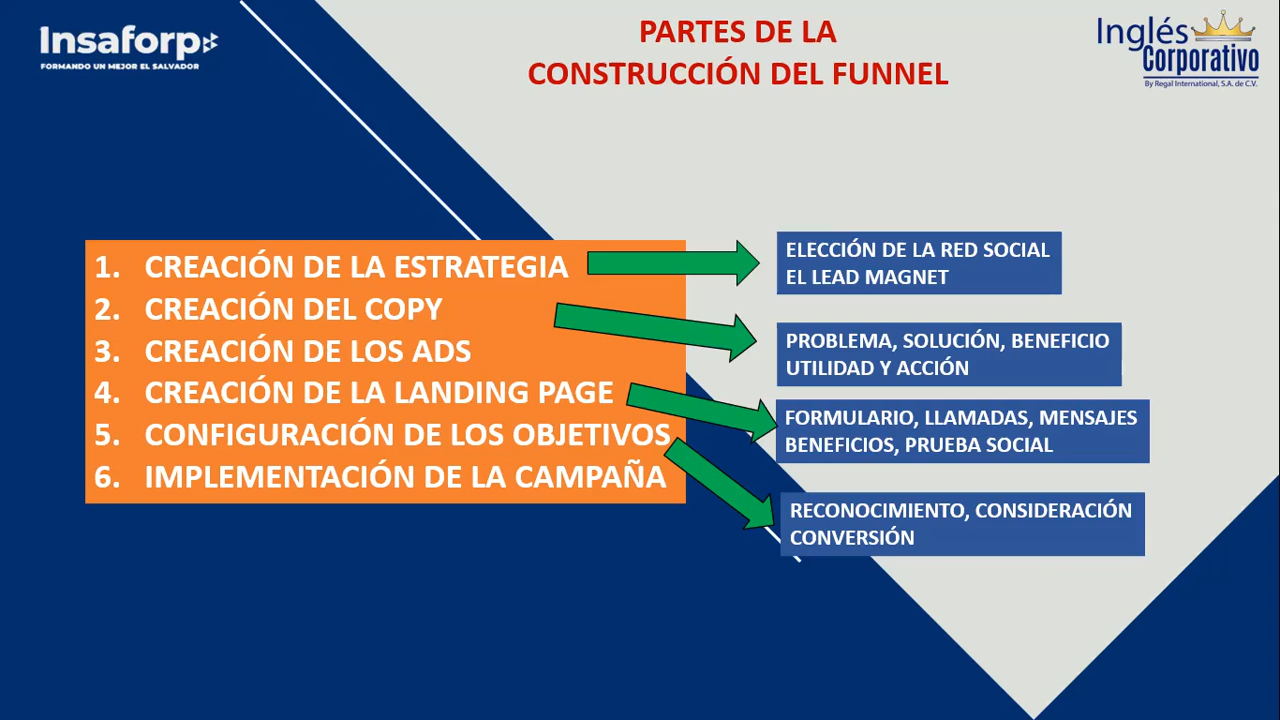 Insaforp
FORMANDO UN MEJOR EL SALVADOR
PARTES DE LA
CONSTRUCCIÓN DEL FUNNEL
Inglés
Corporativo
By Regal International, S.A. de C.V.
1. CREACIÓN DE LA ESTRATEGIA
2. CREACIÓN DEL COPY
3. CREACIÓN DE LOS ADS
4. CREACIÓN DE LA LANDING PAGE
5. CONFIGURACIÓN DE LOS OBJETIVOS
6. IMPLEMENTACIÓN DE LA CAMPAÑA
ELECCIÓN DE LA RED SOCIAL
EL LEAD MAGNET
PROBLEMA, SOLUCIÓN, BENEFICIO
UTILIDAD Y ACCIÓN
FORMULARIO, LLAMADAS, MENSAJES
BENEFICIOS, PRUEBA SOCIAL
RECONOCIMIENTO, CONSIDERACIÓN
CONVERSIÓN